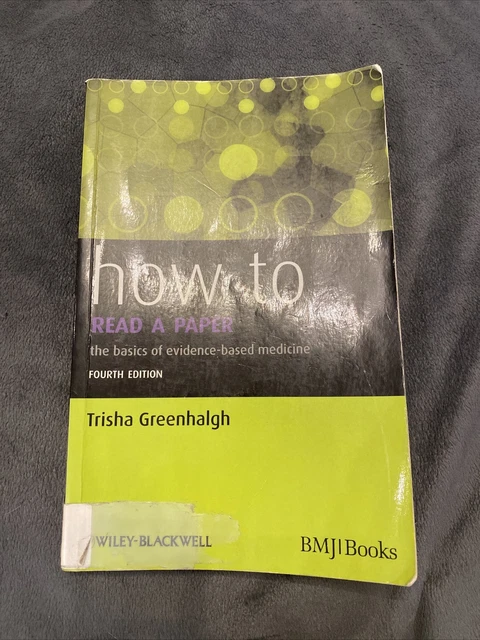 how to
READ A PAPER
the basics of evidence-based medicine
FOURTH EDITION
Trisha Greenhalgh
WILEY-BLACKWELL
BMJ|Books